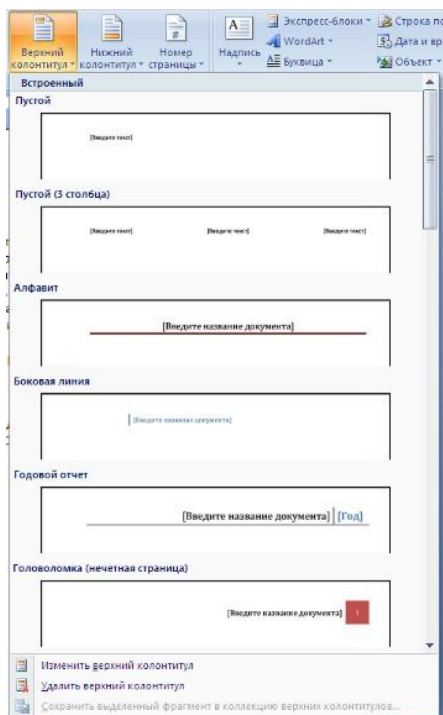 Верхний колонтитул
Нижний колонтитул
Номер страницы
Надпись
Экспресс-блоки
WordArt
Буквица
Строка по
Дата и вр
Объект
Встроенный
Пустой
[Введите текст]
Пустой (3 столбца)
[Введите текст] [Введите текст] [Введите текст]
Алфавит
[Введите название документа]
Боковая линия
[Введите название документа]
Годовой отчет
[Введите название документа] [Год]
Головоломка (нечетная страница)
[Введите название документа] 1
Изменить верхний колонтитул
Удалить верхний колонтитул
Сохранить выделенный фрагмент в коллекцию верхних колонтитулов...